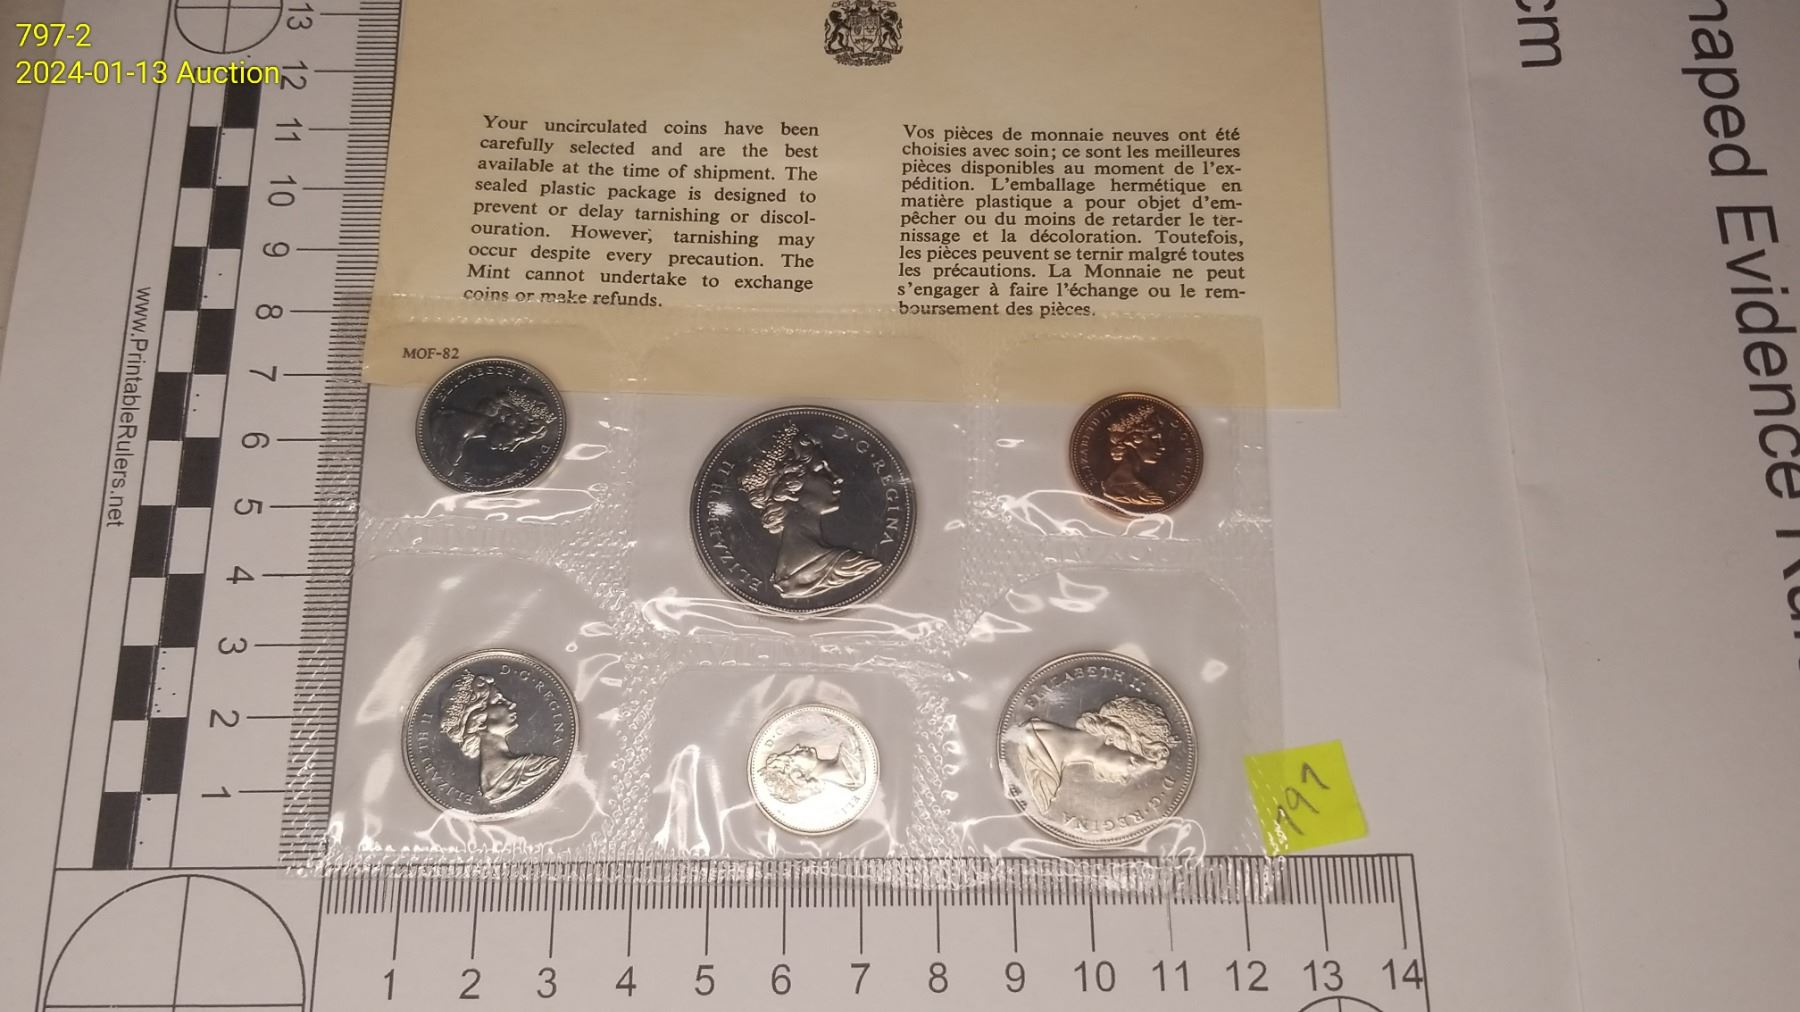 797-2
2024-01-13 Auction
Your uncirculated coins have been
carefully selected and are the best
available at the time of shipment. The
sealed plastic package is designed to
prevent or delay tarnishing or discol-
ouration. However, tarnishing may
occur despite every precaution. The
Mint cannot undertake to exchange
coins or make refunds.
Vos pièces de monnaie neuves ont été
choisies avec soin; ce sont les meilleures
pièces disponibles au moment de l'ex-
pédition. L'emballage hermétique en
matière plastique a pour objet d'em-
pêcher ou du moins de retarder le ter-
nissage et la décoloration. Toutefois,
les pièces peuvent se ternir malgré toutes
les précautions. La Monnaie ne peut
s'engager à faire l'échange ou le rem-
boursement des pièces.
MOF-82
ELIZABETH II D·G·REGINA
ELIZABETH II D·G·REGINA
ELIZABETH II D·G·REGINA
ELIZABETH II D·G·REGINA
ELIZABETH II D·G·REGINA
797
www.PrintableRulers.net
13
12
11
10
9
8
7
6
5
4
3
2
1
1 2 3 4 5 6 7 8 9 10 11 12 13 14
cm
haped Evidence